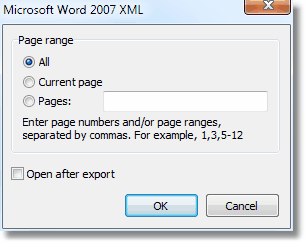 Microsoft Word 2007 XML
Page range
All
Current page
Pages:
Enter page numbers and/or page ranges,
separated by commas. For example, 1,3,5-12
Open after export
OK Cancel